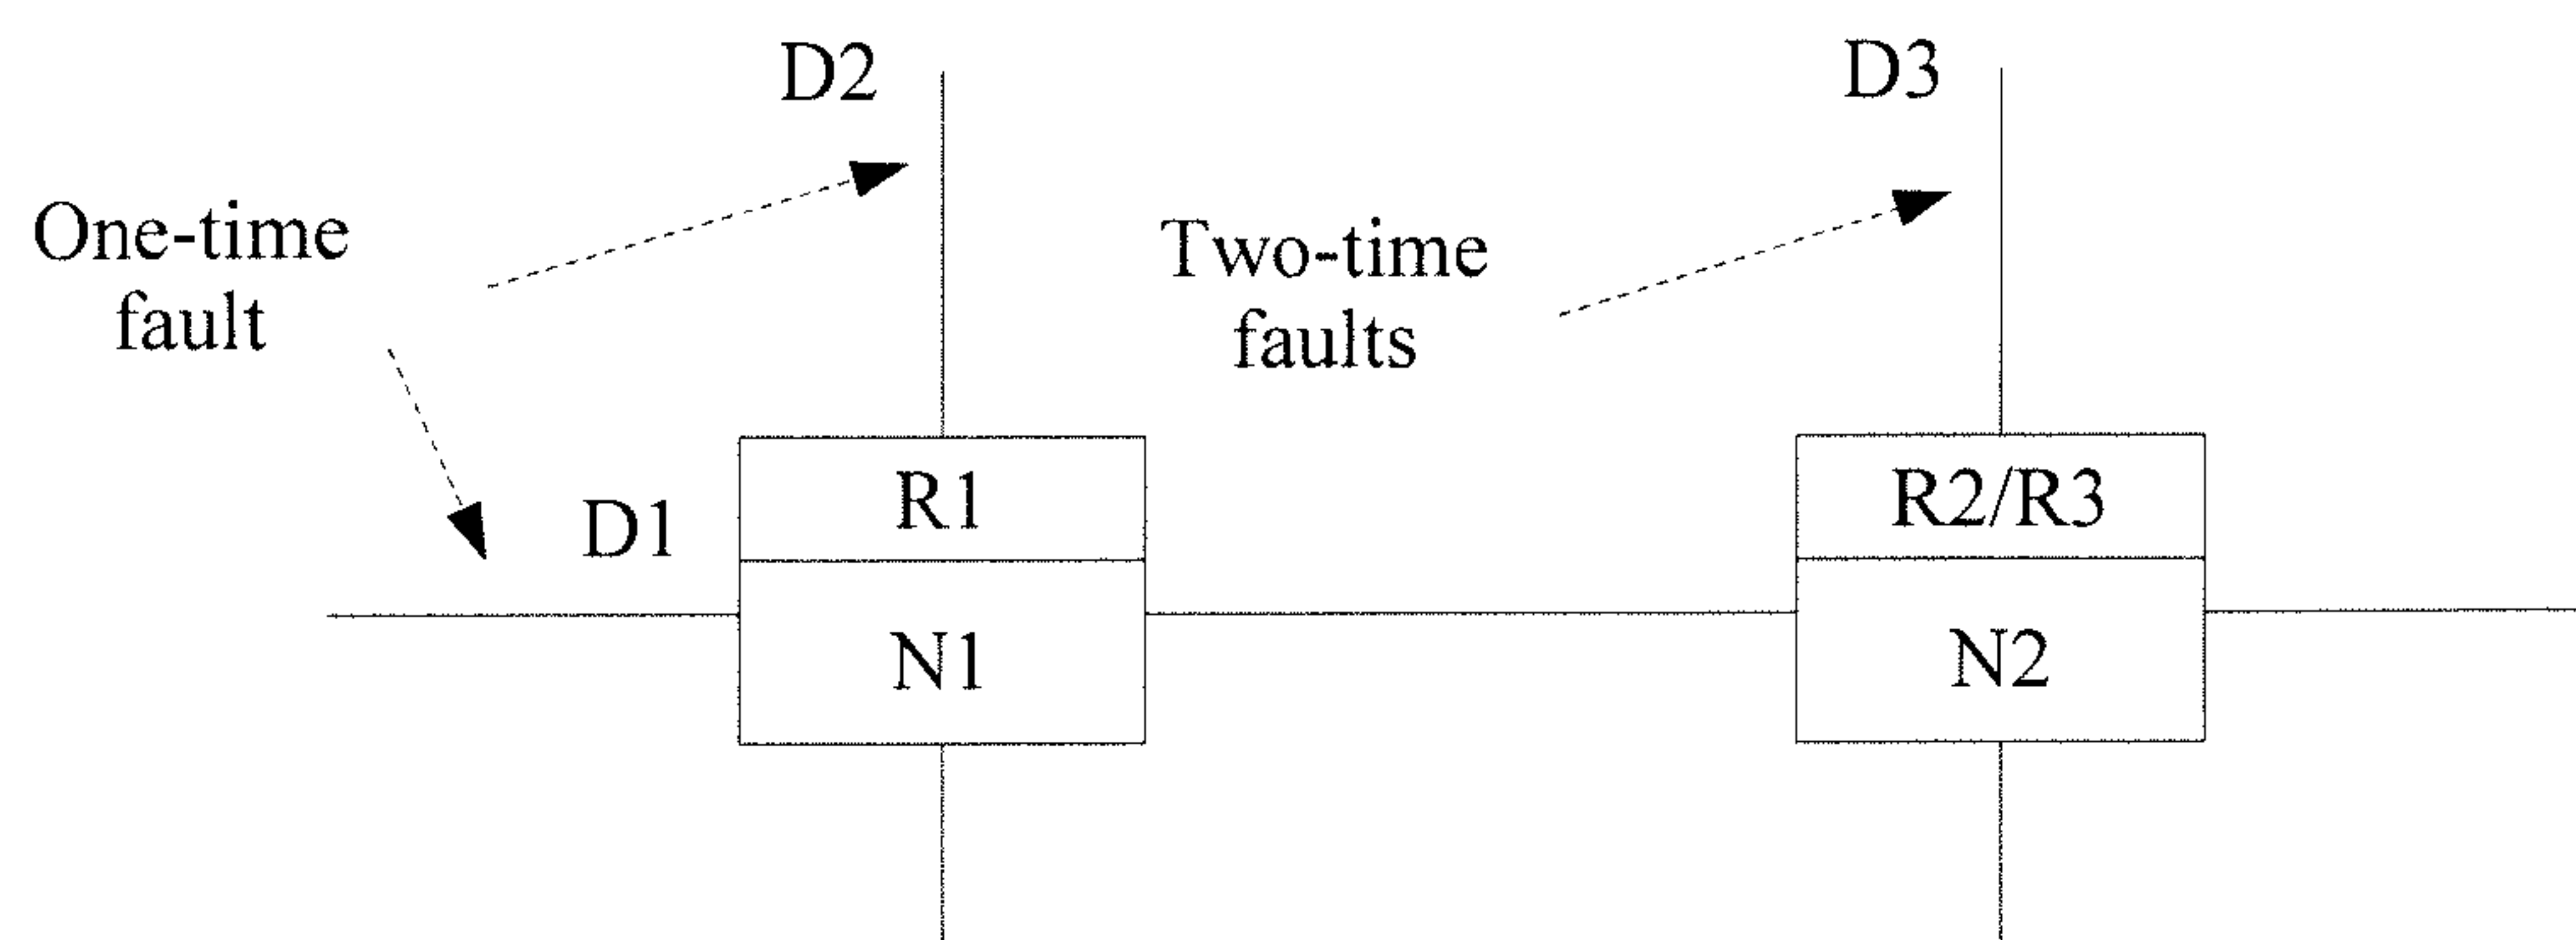 D2
D3
One-time
fault
Two-time
faults
D1
R1
R2/R3
N1
N2